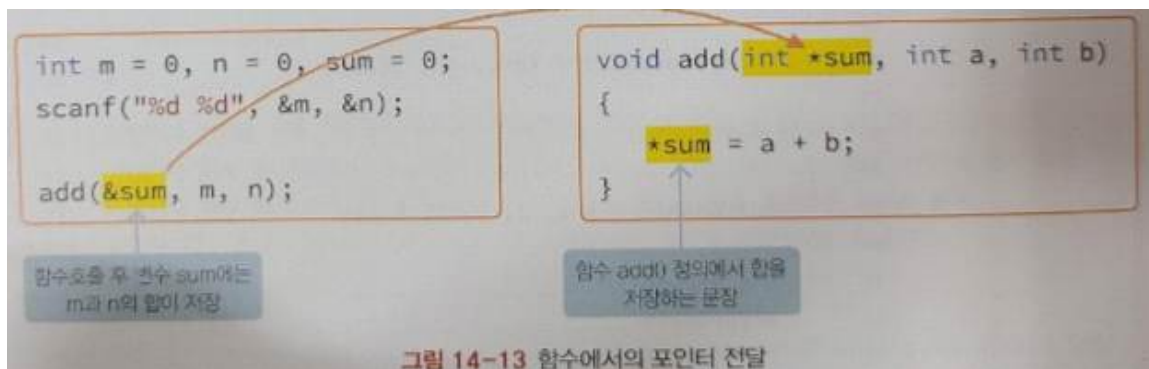 int m = 0, n = 0, sum = 0;
scanf("%d %d", &m, &n);
add(&sum, m, n);
함수호출 후 변수 sum에는
m과 n의 합이 저장
void add(int *sum, int a, int b)
{
*sum = a + b;
}
함수 add() 정의에서 합을
저장하는 문장
그림 14-13 함수에서의 포인터 전달